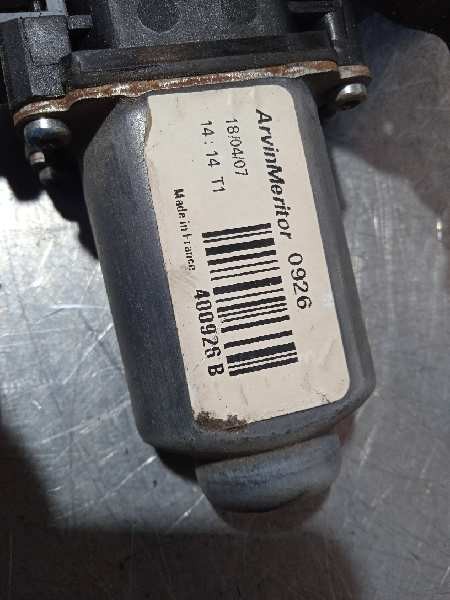 ArvinMeritor 0926
18/04/07
14:14 T1
Made in France 400926 B